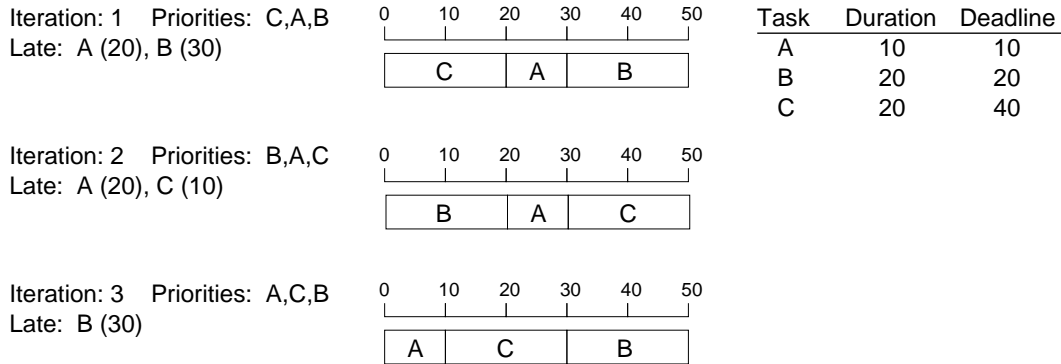 Iteration: 1 Priorities: C,A,B
Late: A (20), B (30)
0 10 20 30 40 50
C A B
Task Duration Deadline
A 10 10
B 20 20
C 20 40
Iteration: 2 Priorities: B,A,C
Late: A (20), C (10)
0 10 20 30 40 50
B A C
Iteration: 3 Priorities: A,C,B
Late: B (30)
0 10 20 30 40 50
A C B